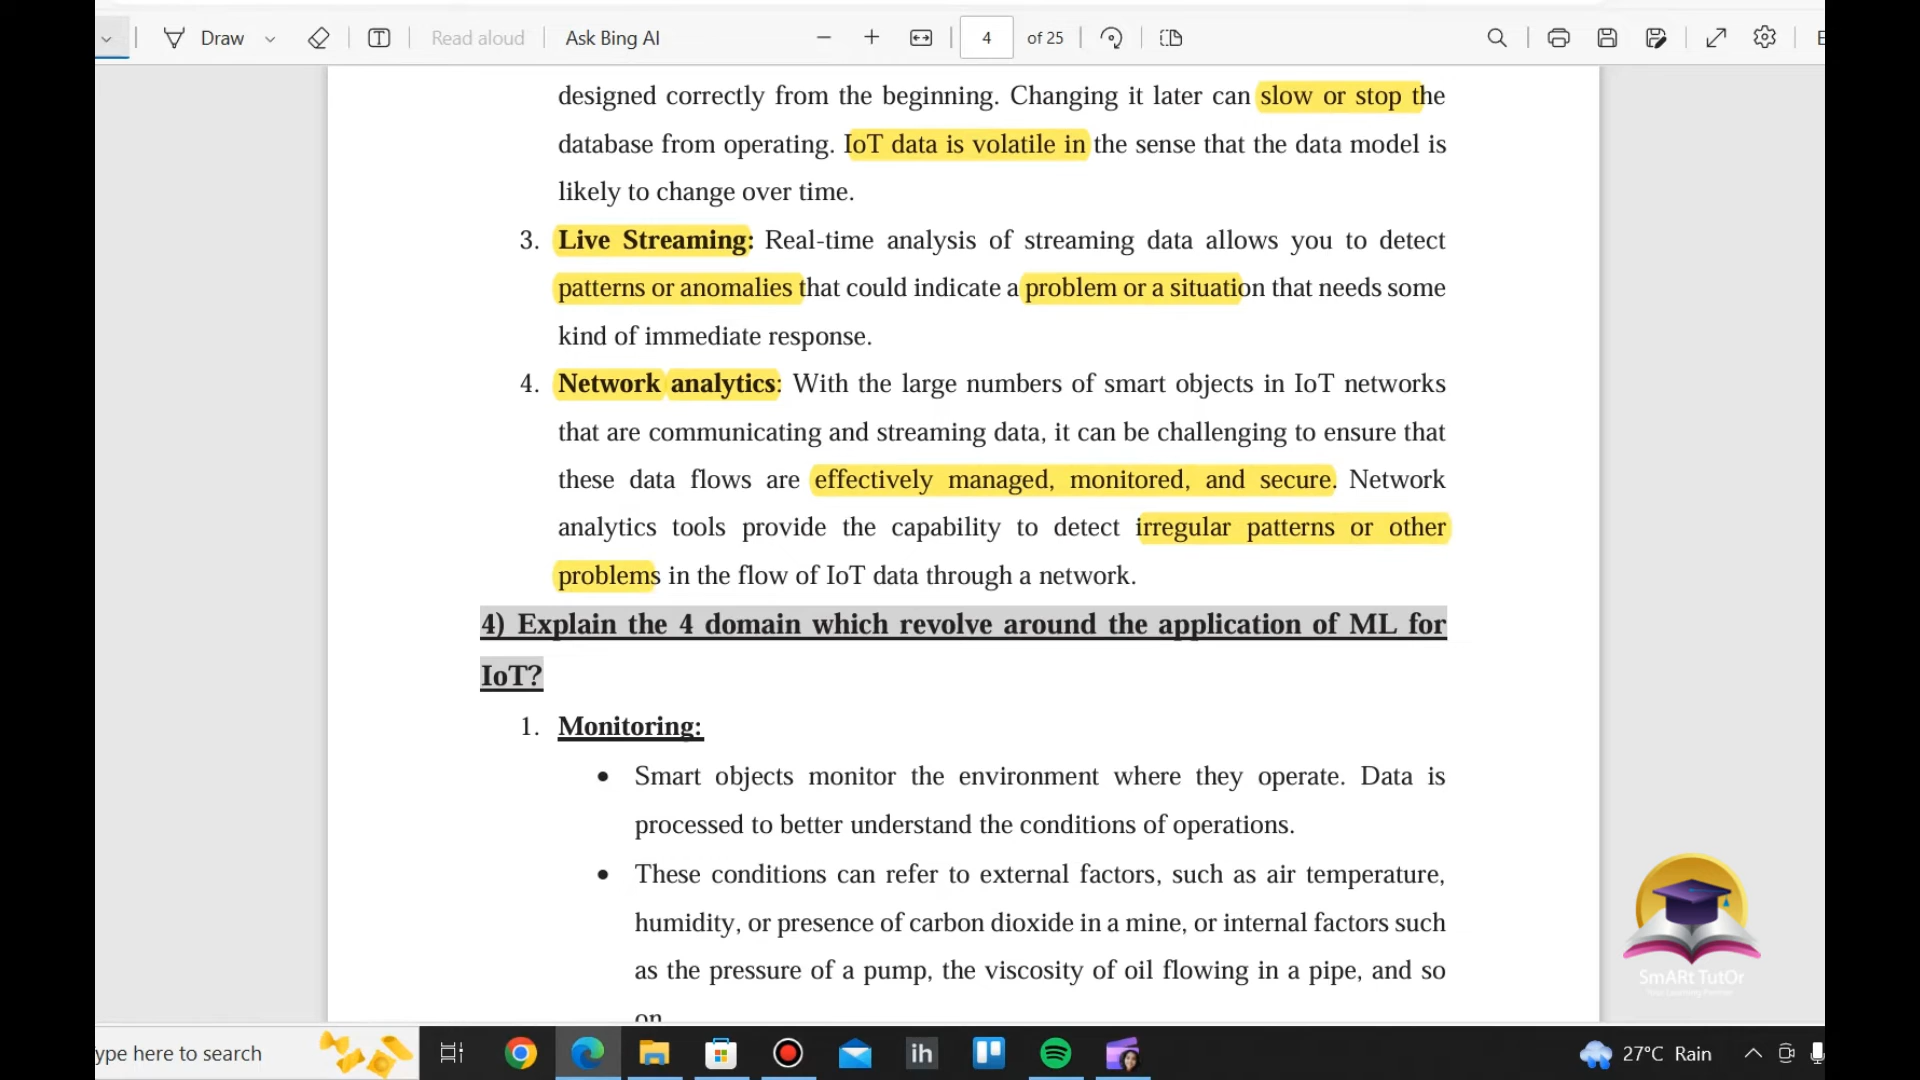 Draw
Read aloud
Ask Bing AI
4
of 25
designed correctly from the beginning. Changing it later can slow or stop the
database from operating. IoT data is volatile in the sense that the data model is
likely to change over time.
3. Live Streaming: Real-time analysis of streaming data allows you to detect
patterns or anomalies that could indicate a problem or a situation that needs some
kind of immediate response.
4. Network analytics: With the large numbers of smart objects in IoT networks
that are communicating and streaming data, it can be challenging to ensure that
these data flows are effectively managed, monitored, and secure. Network
analytics tools provide the capability to detect irregular patterns or other
problems in the flow of IoT data through a network.
4) Explain the 4 domain which revolve around the application of ML for
IoT?
1. Monitoring:
• Smart objects monitor the environment where they operate. Data is
processed to better understand the conditions of operations.
• These conditions can refer to external factors, such as air temperature,
humidity, or presence of carbon dioxide in a mine, or internal factors such
as the pressure of a pump, the viscosity of oil flowing in a pipe, and so
on
SmARt TutOr
ype here to search
ih
27°C Rain